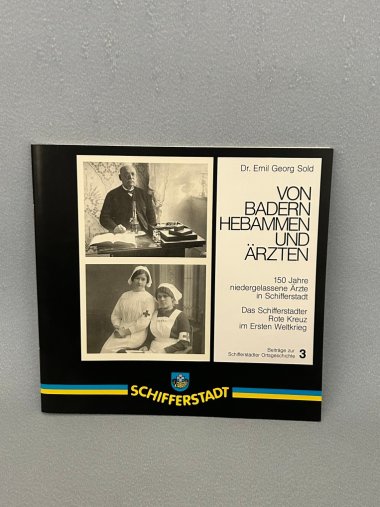 Dr. Emil Georg Sold
VON
BADERN
HEBAMMEN
UND
ÄRZTEN
150 Jahre
niedergelassene Ärzte
in Schifferstadt
Das Schifferstadter
Rote Kreuz
im Ersten Weltkrieg
Beiträge zur
Schifferstadter Ortsgeschichte 3
SCHIFFERSTADT